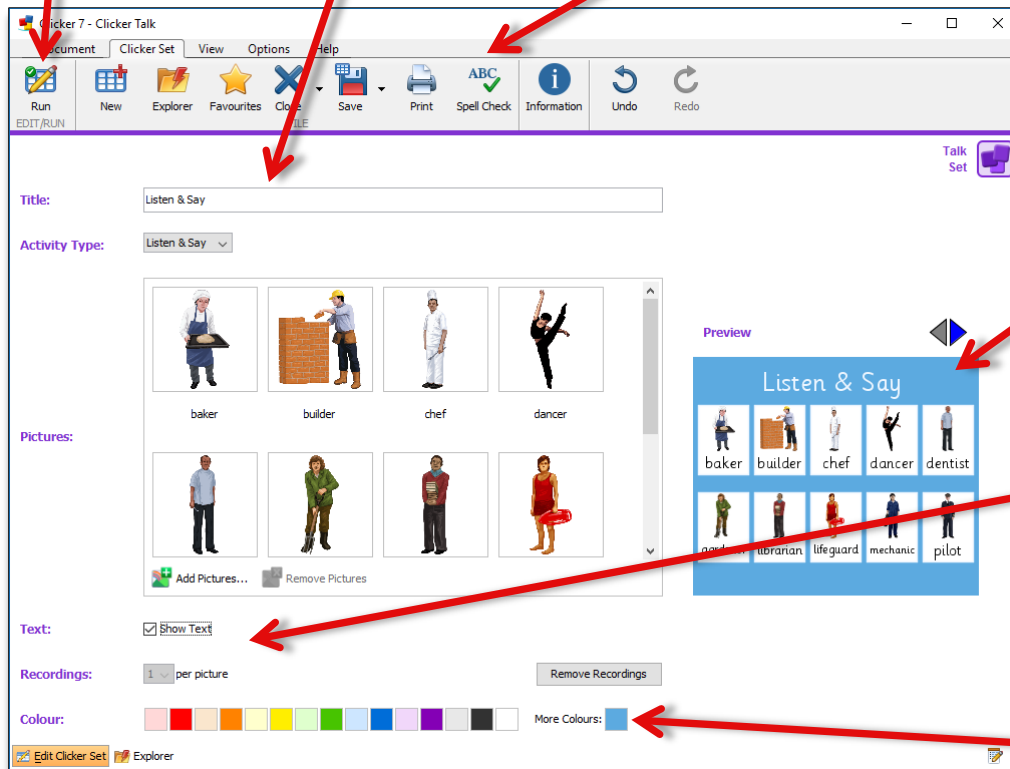 Clicker 7 - Clicker Talk
Document Clicker Set View Options Help
Run New Explorer Favourites Close Save Print Spell Check Information Undo Redo
ABC
EDIT/RUN FILE
Talk
Set
Title: Listen & Say
Activity Type: Listen & Say
Pictures:
baker builder chef dancer
Add Pictures... Remove Pictures
Preview
Listen & Say
baker builder chef dancer dentist
gardener librarian lifeguard mechanic pilot
Text: Show Text
Recordings: 1 per picture Remove Recordings
Colour: More Colours:
Edit Clicker Set Explorer